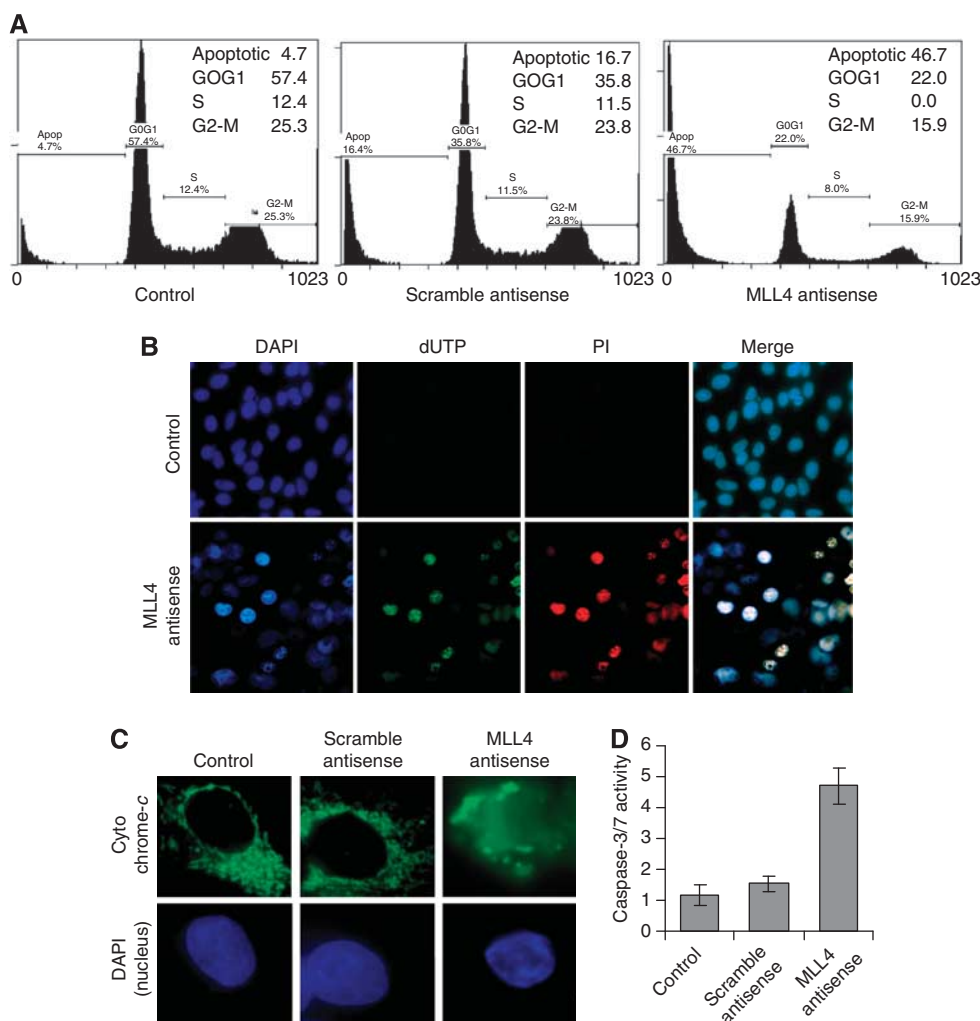 A
Apoptotic 4.7
GOG1 57.4
S 12.4
G2-M 25.3
Apop
4.7%
G0G1
57.4%
S
12.4%
G2-M
25.3%
0 1023
Control
Apoptotic 16.7
GOG1 35.8
S 11.5
G2-M 23.8
Apop
16.4%
G0G1
35.8%
S
11.5%
G2-M
23.8%
0 1023
Scramble antisense
Apoptotic 46.7
GOG1 22.0
S 0.0
G2-M 15.9
Apop
46.7%
G0G1
22.0%
S
8.0%
G2-M
15.9%
0 1023
MLL4 antisense
B
DAPI dUTP PI Merge
Control
MLL4
antisense
C
Control
Scramble
antisense
MLL4
antisense
Cyto
chrome-c
DAPI
(nucleus)
D
Caspase-3/7 activity
6
5
4
3
2
1
0
Control
Scramble
antisense
MLL4
antisense